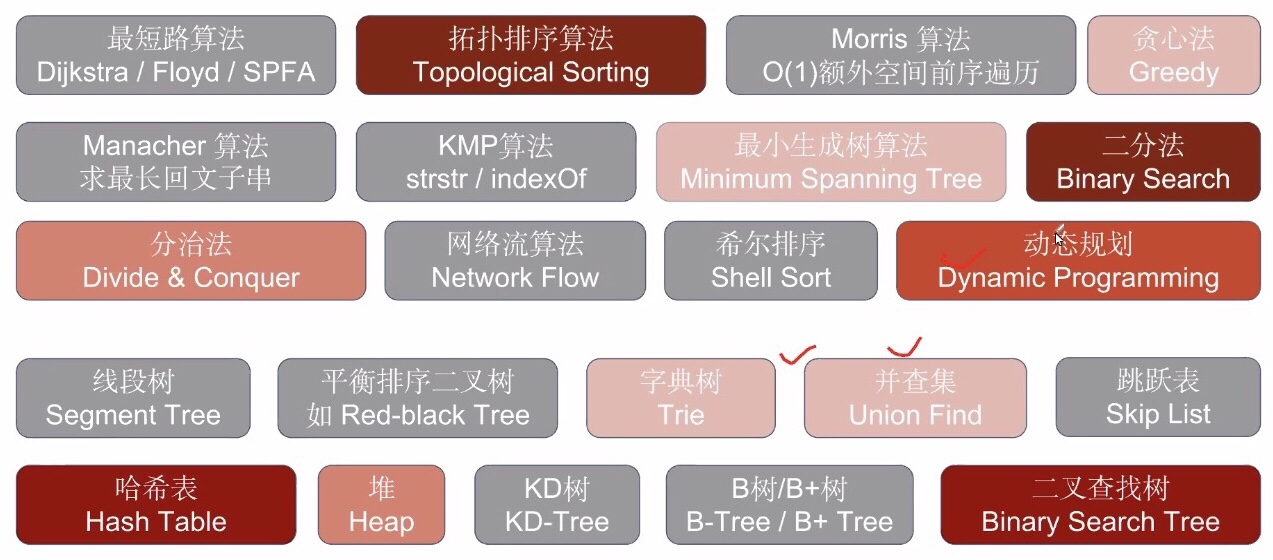 最短路算法
Dijkstra / Floyd / SPFA
拓扑排序算法
Topological Sorting
Morris 算法
O(1)额外空间前序遍历
贪心法
Greedy
Manacher 算法
求最长回文子串
KMP算法
strstr / indexOf
最小生成树算法
Minimum Spanning Tree
二分法
Binary Search
分治法
Divide & Conquer
网络流算法
Network Flow
希尔排序
Shell Sort
动态规划
Dynamic Programming
线段树
Segment Tree
平衡排序二叉树
如 Red-black Tree
字典树
Trie
并查集
Union Find
跳跃表
Skip List
哈希表
Hash Table
堆
Heap
KD树
KD-Tree
B树/B+树
B-Tree / B+ Tree
二叉查找树
Binary Search Tree